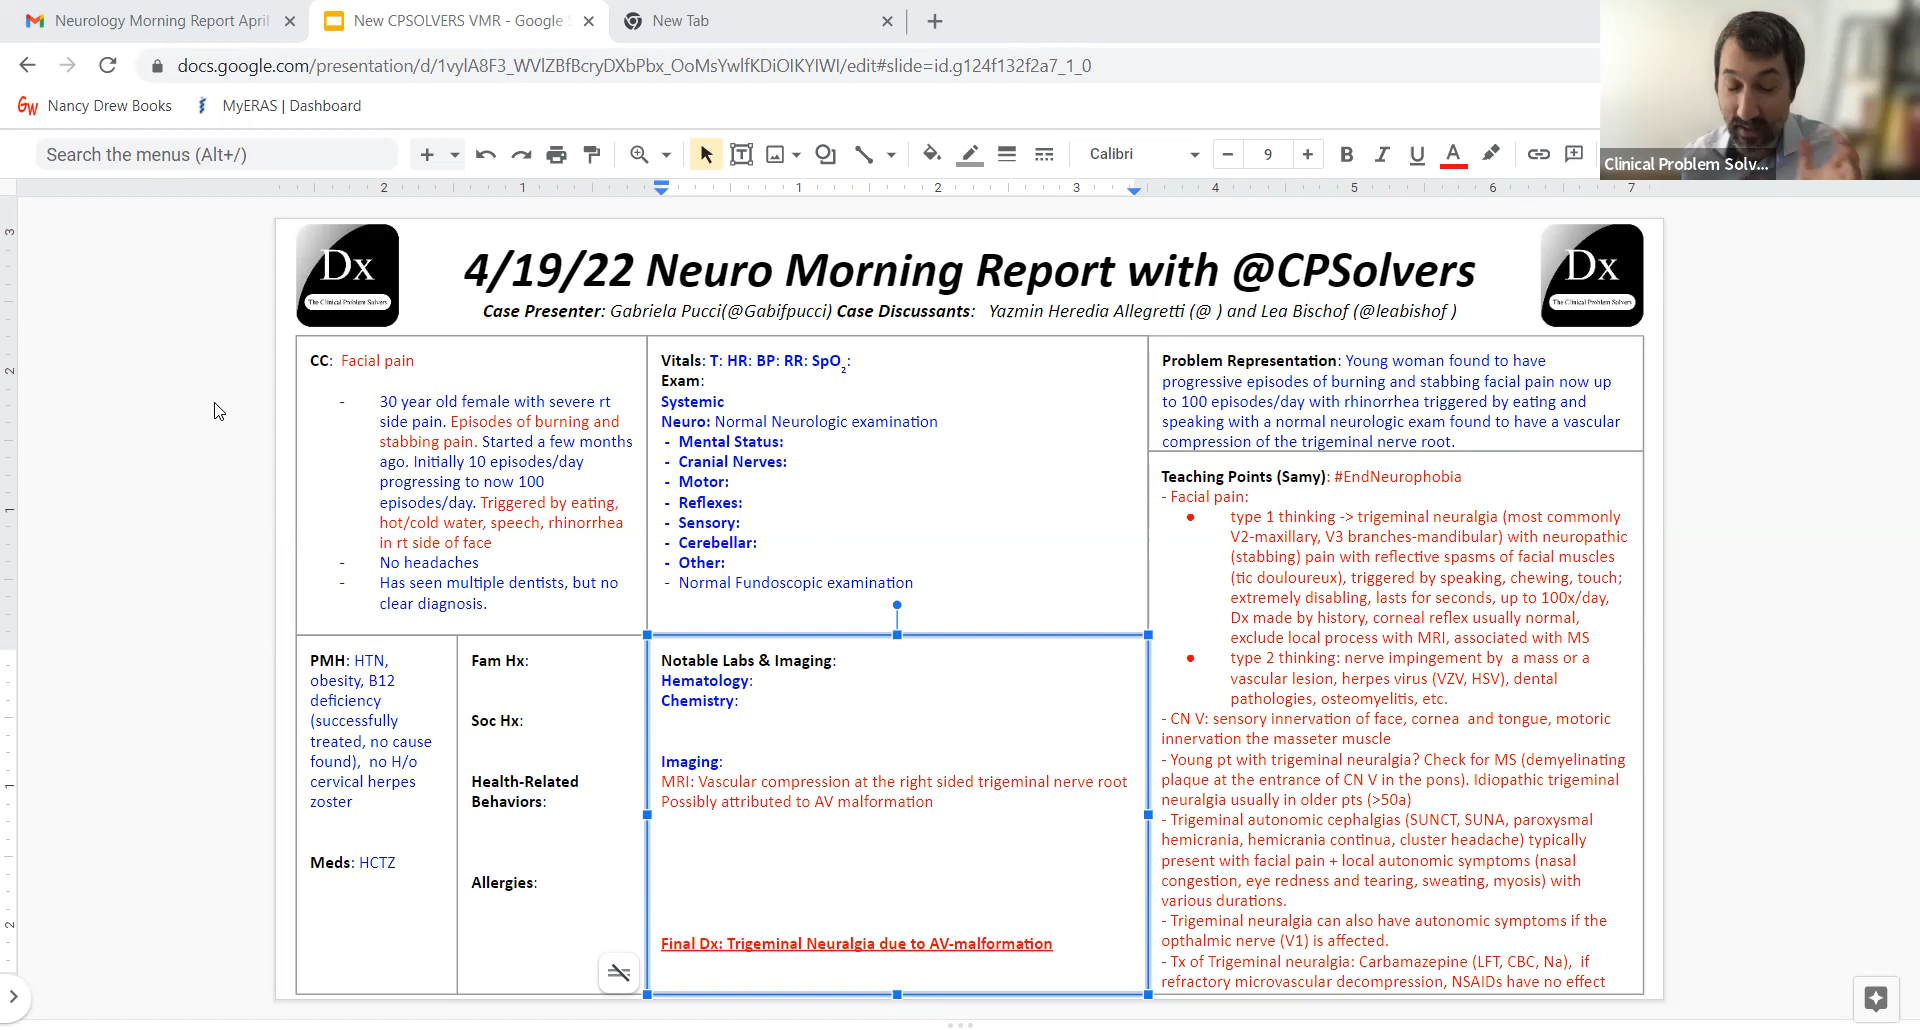 Neurology Morning Report April
New CPSOLVERS VMR - Google S
New Tab
docs.google.com/presentation/d/1vylA8F3_WVlZBfBcryDXbPbx_OoMsYwlfKDiOIKYIWI/edit#slide=id.g124f132f2a7_1_0
Nancy Drew Books
MyERAS | Dashboard
Search the menus (Alt+/)
Calibri
9
Clinical Problem Solv...
2 1 1 2 3 4 5 6 7
Dx
The Clinical Problem Solvers
4/19/22 Neuro Morning Report with @CPSolvers
Case Presenter: Gabriela Pucci(@Gabifpucci) Case Discussants: Yazmin Heredia Allegretti (@ ) and Lea Bischof (@leabishof )
Dx
The Clinical Problem Solvers
CC: Facial pain
- 30 year old female with severe rt
side pain. Episodes of burning and
stabbing pain. Started a few months
ago. Initially 10 episodes/day
progressing to now 100
episodes/day. Triggered by eating,
hot/cold water, speech, rhinorrhea
in rt side of face
- No headaches
- Has seen multiple dentists, but no
clear diagnosis.
Vitals: T: HR: BP: RR: SpO2:
Exam:
Systemic
Neuro: Normal Neurologic examination
- Mental Status:
- Cranial Nerves:
- Motor:
- Reflexes:
- Sensory:
- Cerebellar:
- Other:
- Normal Fundoscopic examination
Problem Representation: Young woman found to have
progressive episodes of burning and stabbing facial pain now up
to 100 episodes/day with rhinorrhea triggered by eating and
speaking with a normal neurologic exam found to have a vascular
compression of the trigeminal nerve root.
PMH: HTN,
obesity, B12
deficiency
(successfully
treated, no cause
found), no H/o
cervical herpes
zoster
Meds: HCTZ
Fam Hx:
Soc Hx:
Health-Related
Behaviors:
Allergies:
Notable Labs & Imaging:
Hematology:
Chemistry:
Imaging:
MRI: Vascular compression at the right sided trigeminal nerve root
Possibly attributed to AV malformation
Final Dx: Trigeminal Neuralgia due to AV-malformation
Teaching Points (Samy): #EndNeurophobia
- Facial pain:
● type 1 thinking -> trigeminal neuralgia (most commonly
V2-maxillary, V3 branches-mandibular) with neuropathic
(stabbing) pain with reflective spasms of facial muscles
(tic douloureux), triggered by speaking, chewing, touch;
extremely disabling, lasts for seconds, up to 100x/day,
Dx made by history, corneal reflex usually normal,
exclude local process with MRI, associated with MS
● type 2 thinking: nerve impingement by a mass or a
vascular lesion, herpes virus (VZV, HSV), dental
pathologies, osteomyelitis, etc.
- CN V: sensory innervation of face, cornea and tongue, motoric
innervation the masseter muscle
- Young pt with trigeminal neuralgia? Check for MS (demyelinating
plaque at the entrance of CN V in the pons). Idiopathic trigeminal
neuralgia usually in older pts (>50a)
- Trigeminal autonomic cephalgias (SUNCT, SUNA, paroxysmal
hemicrania, hemicrania continua, cluster headache) typically
present with facial pain + local autonomic symptoms (nasal
congestion, eye redness and tearing, sweating, myosis) with
various durations.
- Trigeminal neuralgia can also have autonomic symptoms if the
opthalmic nerve (V1) is affected.
- Tx of Trigeminal neuralgia: Carbamazepine (LFT, CBC, Na), if
refractory microvascular decompression, NSAIDs have no effect